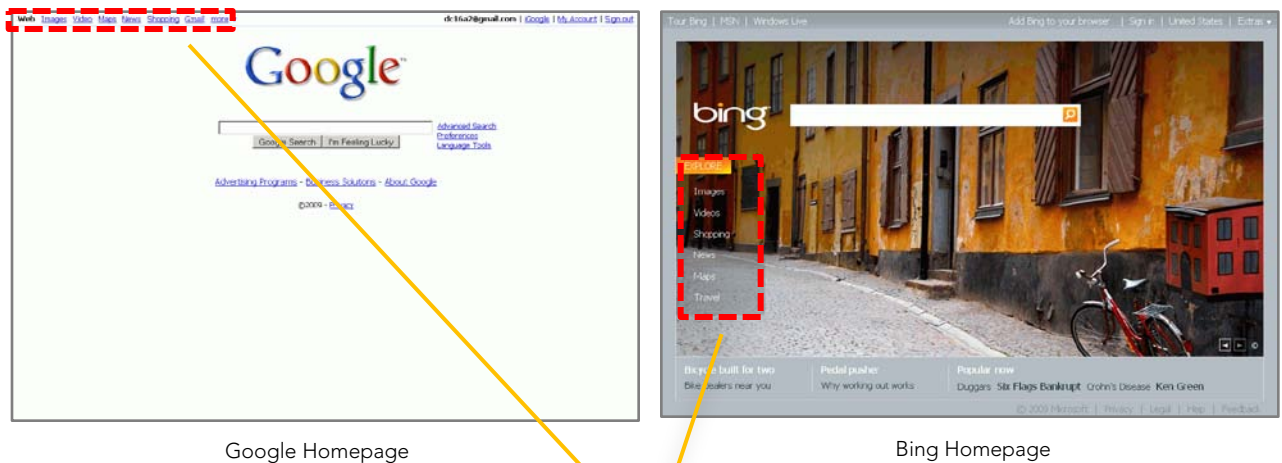 Web Images Video Maps News Shopping Gmail more
dc16a2@gmail.com | iGoogle | My Account | Sign out
Google
Advanced Search
Preferences
Language Tools
Google Search I'm Feeling Lucky
Advertising Programs - Business Solutions - About Google
©2009 - Privacy
Google Homepage
Tour Bing | MSN | Windows Live
Add Bing to your browser | Sign in | United States | Extras
bing
EXPLORE
Images
Videos
Shopping
News
Maps
Travel
Bicycle built for two
Bike dealers near you
Pedal pusher
Why working out works
Popular now
Duggars Six Flags Bankrupt Crohn's Disease Ken Green
© 2009 Microsoft | Privacy | Legal | Help | Feedback
Bing Homepage